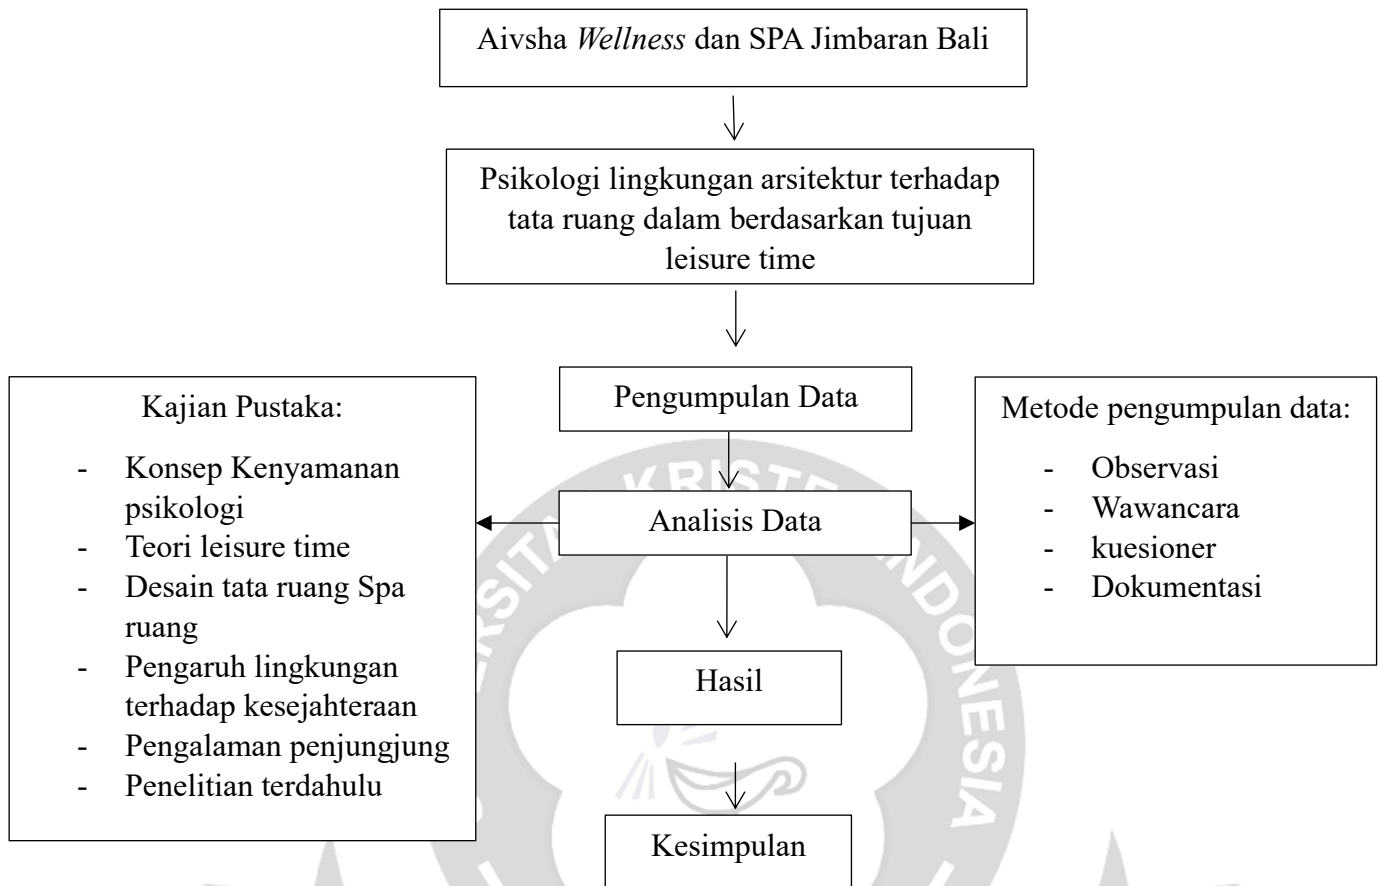 Aivsha Wellness dan SPA Jimbaran Bali
Psikologi lingkungan arsitektur terhadap
tata ruang dalam berdasarkan tujuan
leisure time
Pengumpulan Data
Kajian Pustaka:
- Konsep Kenyamanan
psikologi
- Teori leisure time
- Desain tata ruang Spa
ruang
- Pengaruh lingkungan
terhadap kesejahteraan
- Pengalaman penjungjung
- Penelitian terdahulu
Analisis Data
Metode pengumpulan data:
- Observasi
- Wawancara
- kuesioner
- Dokumentasi
Hasil
Kesimpulan
KRISTE
INDONESIA